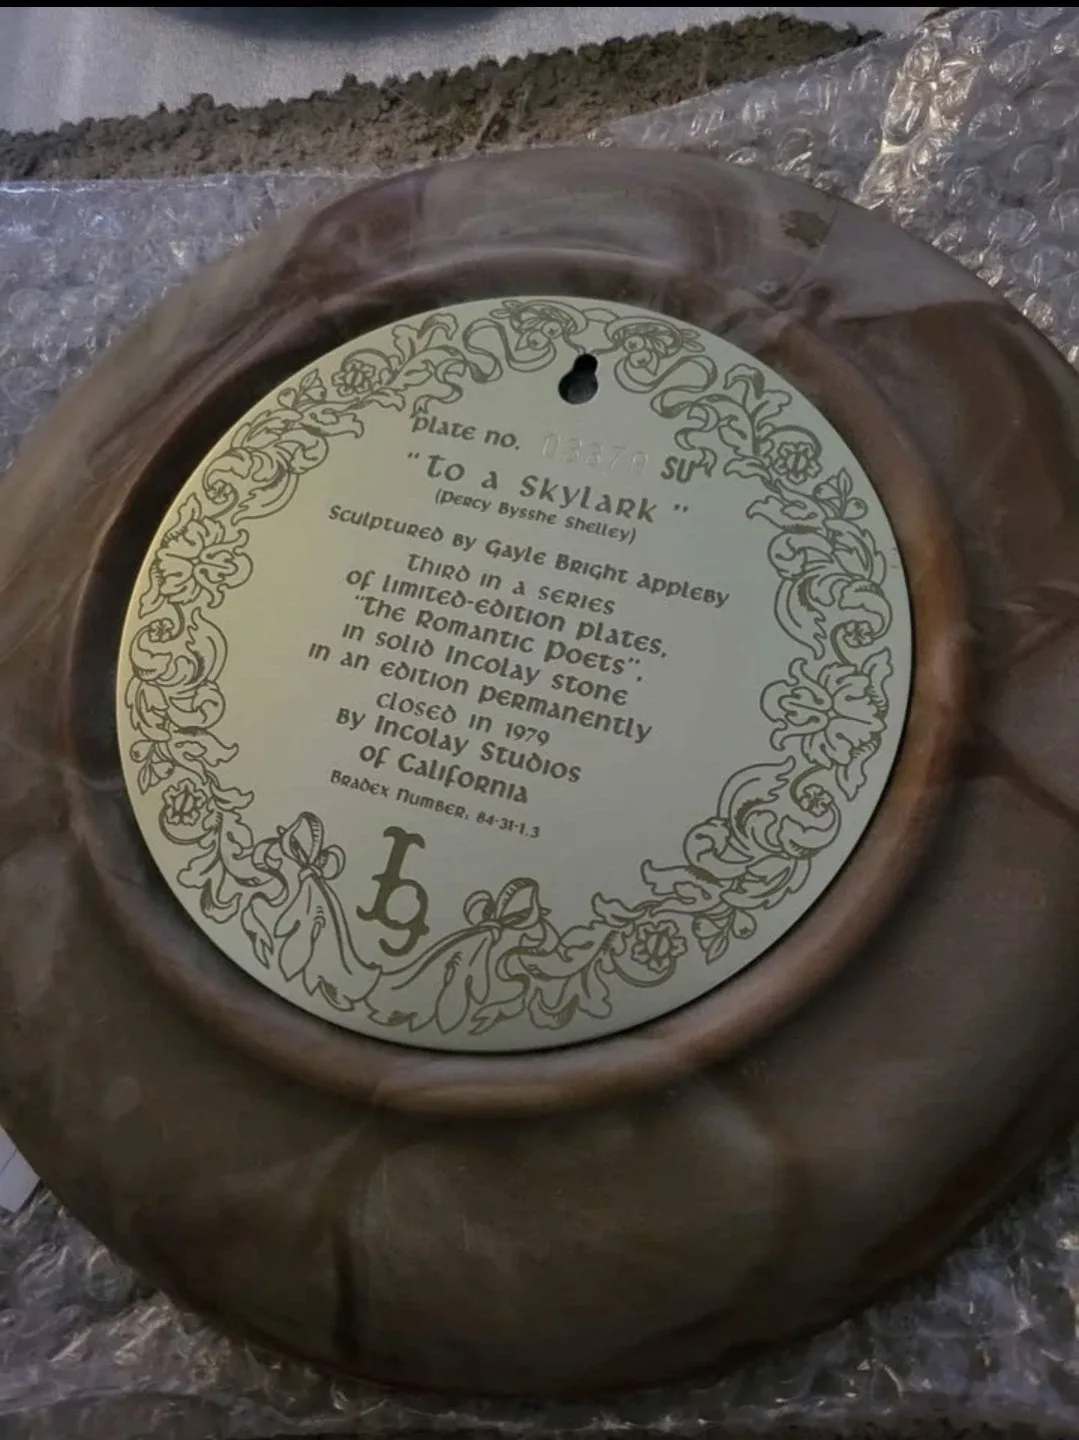 Plate no. 03379 SU
"To a Skylark"
(Percy Bysshe Shelley)
Sculptured by Gayle Bright Appleby
Third in a series
of limited-edition plates,
"The Romantic Poets",
in solid Incolay stone
in an edition permanently
closed in 1979
By Incolay Studios
of California
Bradex Number, 84-31-1.3